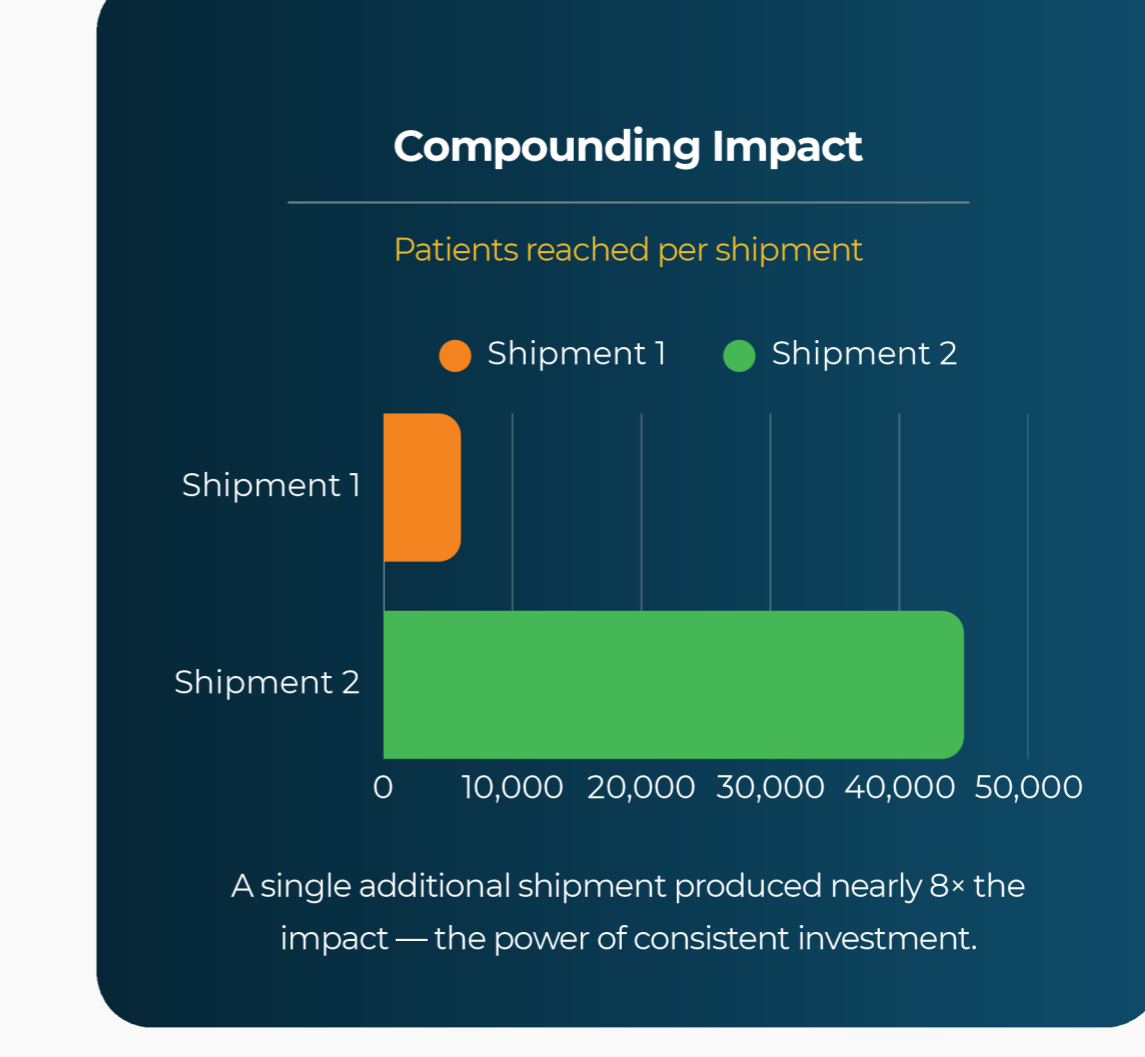 Compounding Impact
Patients reached per shipment
Shipment 1 Shipment 2
Shipment 1
Shipment 2
0 10,000 20,000 30,000 40,000 50,000
A single additional shipment produced nearly 8× the
impact — the power of consistent investment.